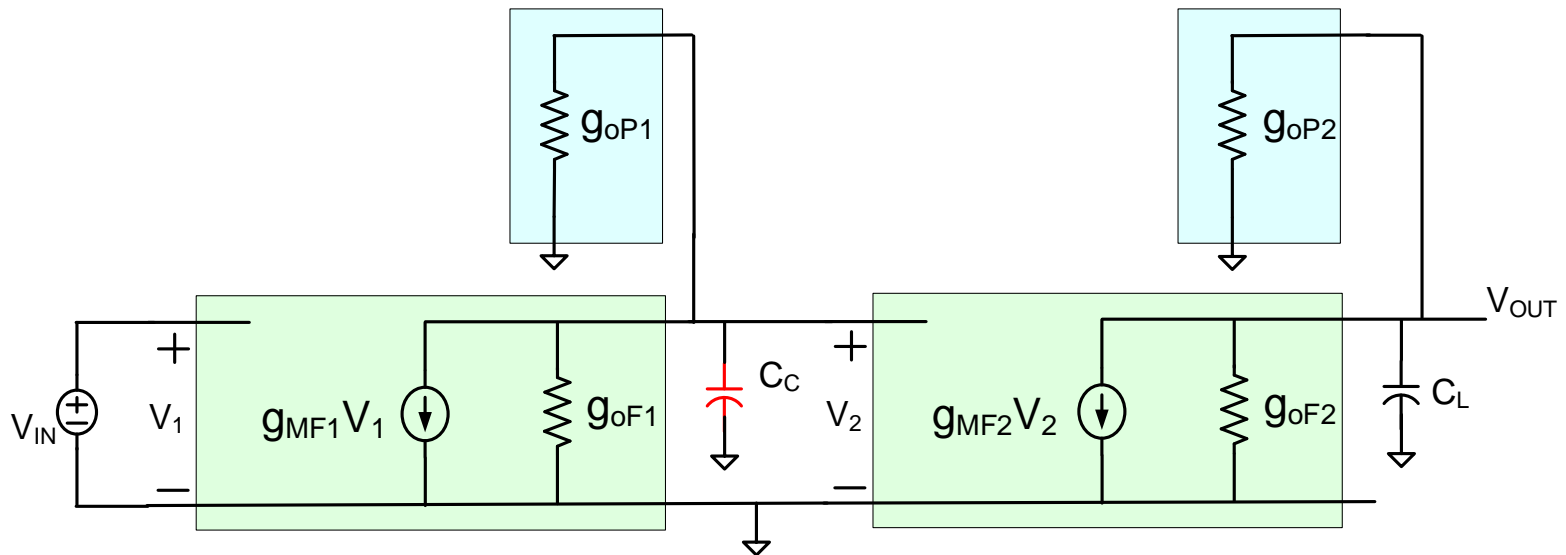 goP1
goP2
VIN
+
−
+
V1
−
gMF1V1
goF1
CC
+
V2
−
gMF2V2
goF2
CL
VOUT